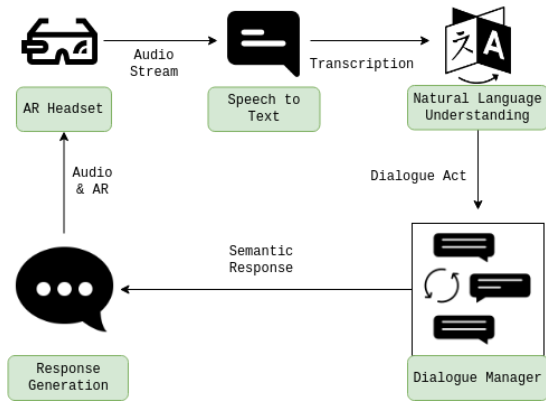 Audio
Stream
Transcription
AR Headset
Speech to
Text
Natural Language
Understanding
Audio
& AR
Dialogue Act
Semantic
Response
Response
Generation
Dialogue Manager
文
A